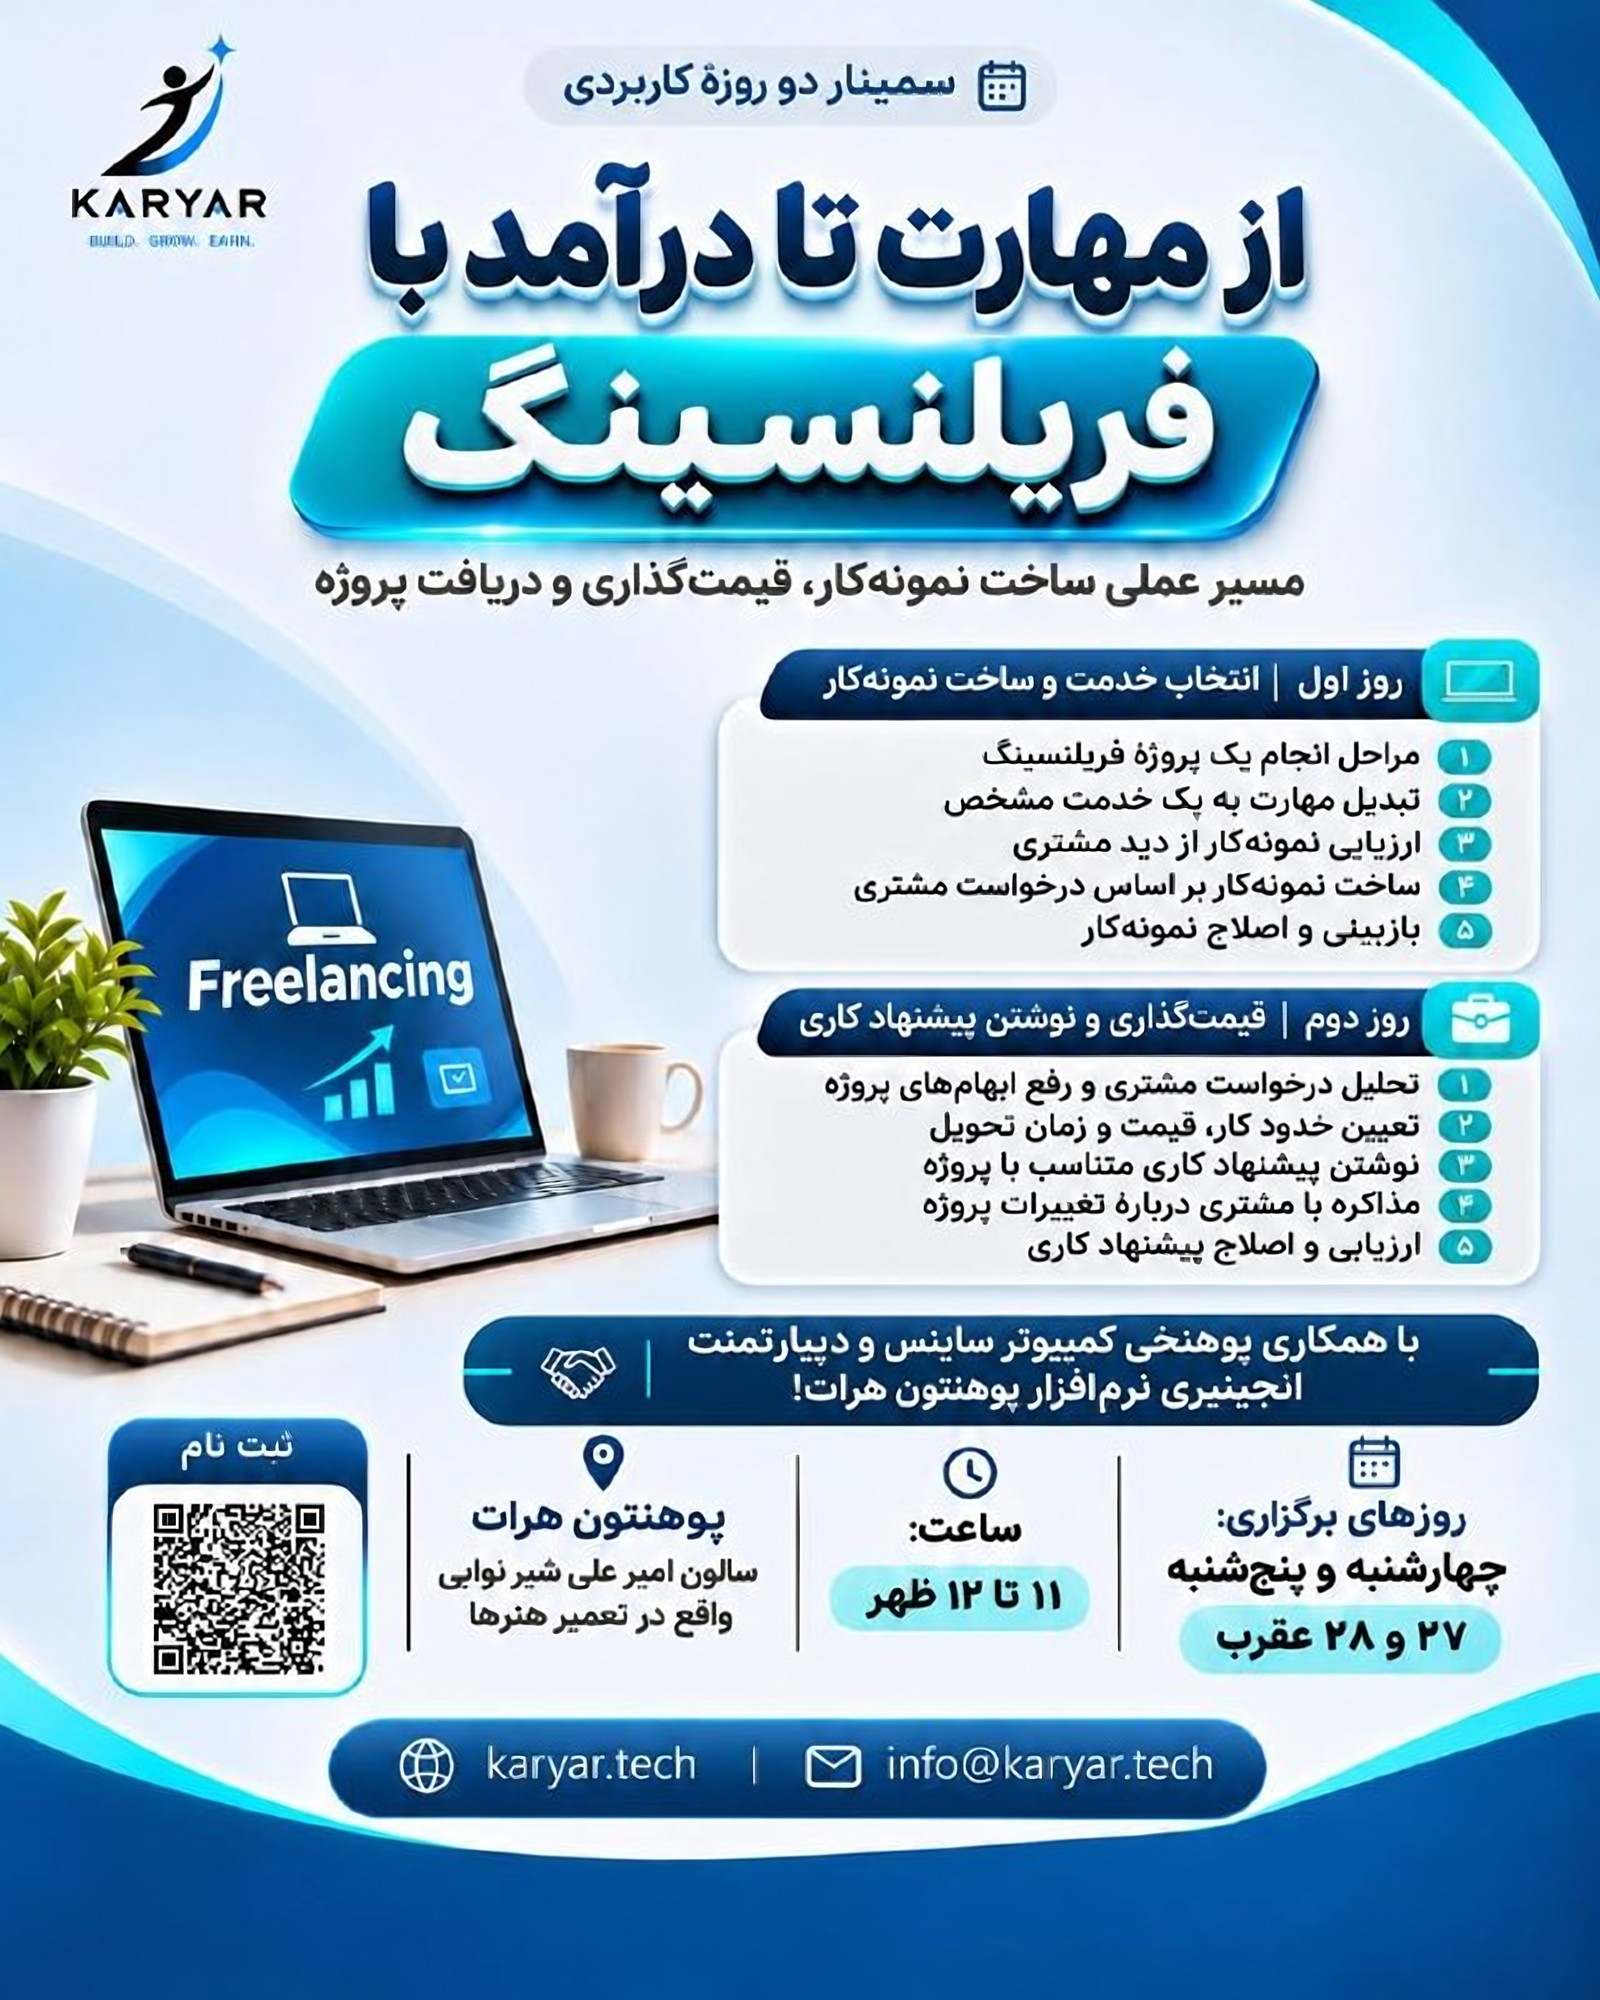 سمینار دو روزهٔ کاربردی
KARYAR
BUILD. GROW. EARN.
از مهارت تا درآمد با
فریلنسینگ
مسیر عملی ساخت نمونه‌کار، قیمت‌گذاری و دریافت پروژه
روز اول | انتخاب خدمت و ساخت نمونه‌کار
۱ مراحل انجام یک پروژهٔ فریلنسینگ
۲ تبدیل مهارت به یک خدمت مشخص
۳ ارزیابی نمونه‌کار از دید مشتری
۴ ساخت نمونه‌کار بر اساس درخواست مشتری
۵ بازبینی و اصلاح نمونه‌کار
Freelancing
روز دوم | قیمت‌گذاری و نوشتن پیشنهاد کاری
۱ تحلیل درخواست مشتری و رفع ابهام‌های پروژه
۲ تعیین خدود کار، قیمت و زمان تحویل
۳ نوشتن پیشنهاد کاری متناسب با پروژه
۴ مذاکره با مشتری دربارهٔ تغییرات پروژه
۵ ارزیابی و اصلاح پیشنهاد کاری
با همکاری پوهنخی کمپیوتر ساینس و دیپارتمنت
انجینیری نرم‌افزار پوهنتون هرات!
روزهای برگزاری:
چهارشنبه و پنج‌شنبه
۲۷ و ۲۸ عقرب
ساعت:
۱۱ تا ۱۲ ظهر
پوهنتون هرات
سالون امیر علی شیر نوایی
واقع در تعمیر هنرها
ثبت نام
karyar.tech | info@karyar.tech